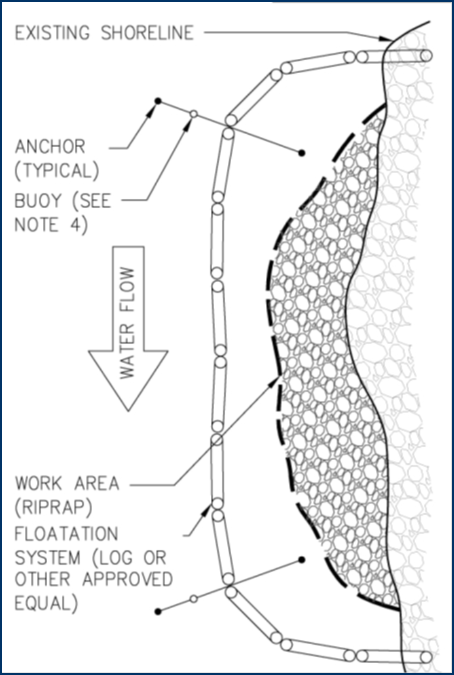 EXISTING SHORELINE
ANCHOR
(TYPICAL)
BUOY (SEE
NOTE 4)
WATER FLOW
WORK AREA
(RIPRAP)
FLOATATION
SYSTEM (LOG OR
OTHER APPROVED
EQUAL)